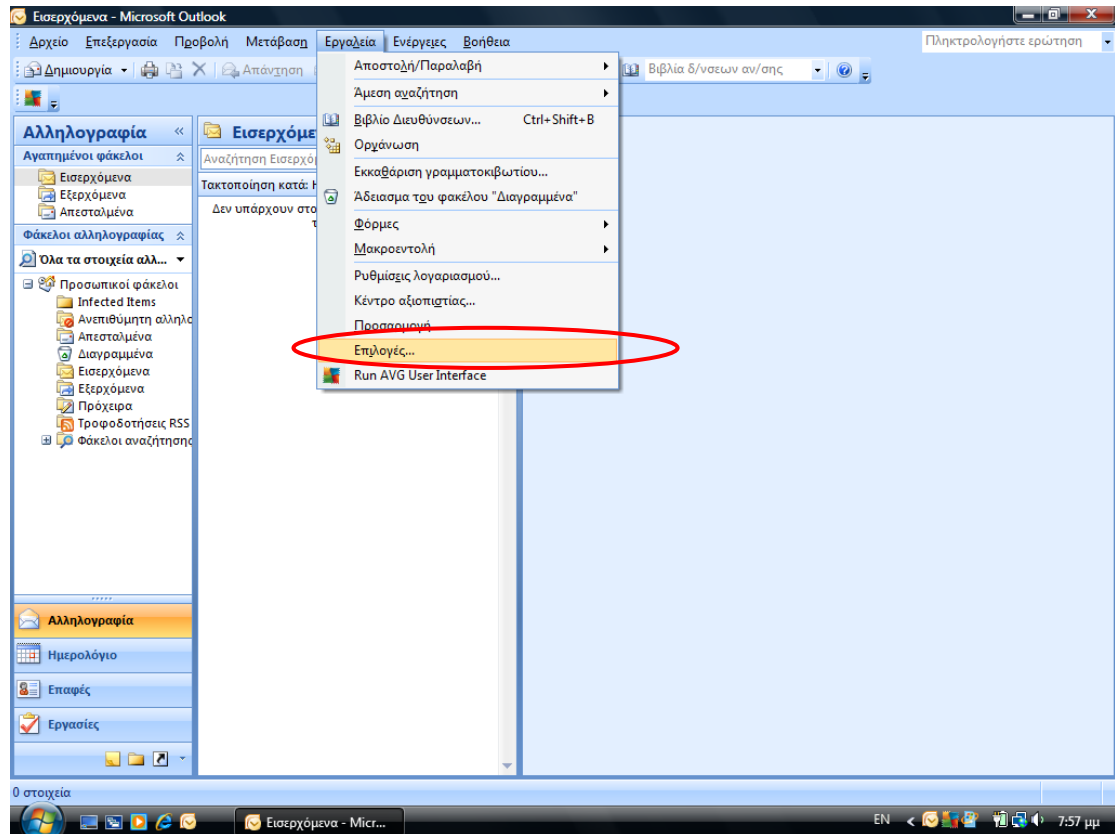 Εισερχόμενα - Microsoft Outlook
Αρχείο Επεξεργασία Προβολή Μετάβαση Εργαλεία Ενέργειες Βοήθεια
Πληκτρολογήστε ερώτηση
Δημιουργία Απάντηση
Βιβλία δ/νσεων αν/σης
Αποστολή/Παραλαβή
Άμεση αναζήτηση
Βιβλίο Διευθύνσεων... Ctrl+Shift+B
Οργάνωση
Εκκαθάριση γραμματοκιβωτίου...
Άδειασμα του φακέλου "Διαγραμμένα"
Φόρμες
Μακροεντολή
Ρυθμίσεις λογαριασμού...
Κέντρο αξιοπιστίας...
Προσαρμογή...
Επιλογές...
Run AVG User Interface
Αλληλογραφία
Αγαπημένοι φάκελοι
Εισερχόμενα
Εξερχόμενα
Απεσταλμένα
Φάκελοι αλληλογραφίας
Όλα τα στοιχεία αλλ...
Προσωπικοί φάκελοι
Infected Items
Ανεπιθύμητη αλληλο
Απεσταλμένα
Διαγραμμένα
Εισερχόμενα
Εξερχόμενα
Πρόχειρα
Τροφοδοτήσεις RSS
Φάκελοι αναζήτησης
Αλληλογραφία
Ημερολόγιο
Επαφές
Εργασίες
Εισερχόμε
Αναζήτηση Εισερχόμ
Τακτοποίηση κατά:
Δεν υπάρχουν στο
0 στοιχεία
Εισερχόμενα - Micr...
EN
7:57 μμ